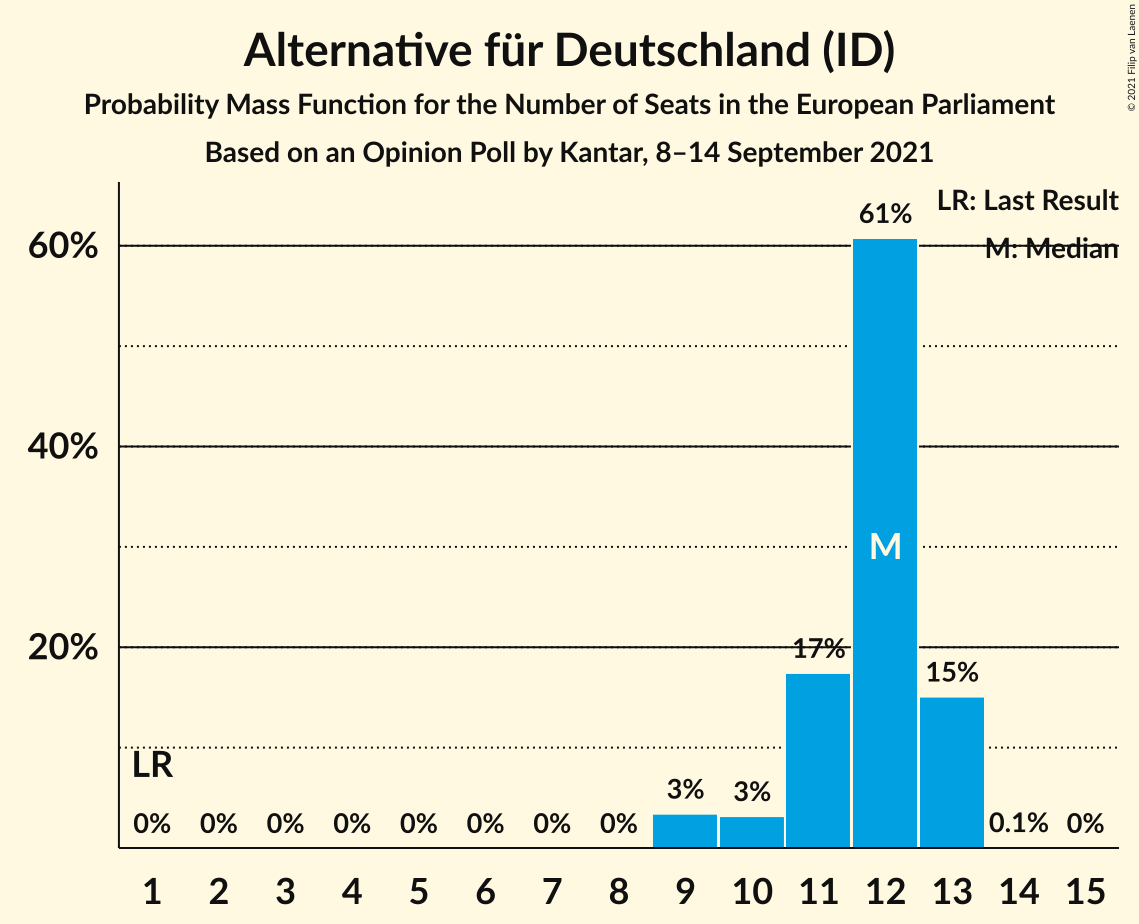 Alternative für Deutschland (ID)
Probability Mass Function for the Number of Seats in the European Parliament
Based on an Opinion Poll by Kantar, 8–14 September 2021
© 2021 Filip van Laenen
LR: Last Result
M: Median
60%
40%
20%
61%
M
17%
15%
LR
3%
3%
0%
0%
0%
0%
0%
0%
0%
0%
0.1%
0%
1 2 3 4 5 6 7 8 9 10 11 12 13 14 15